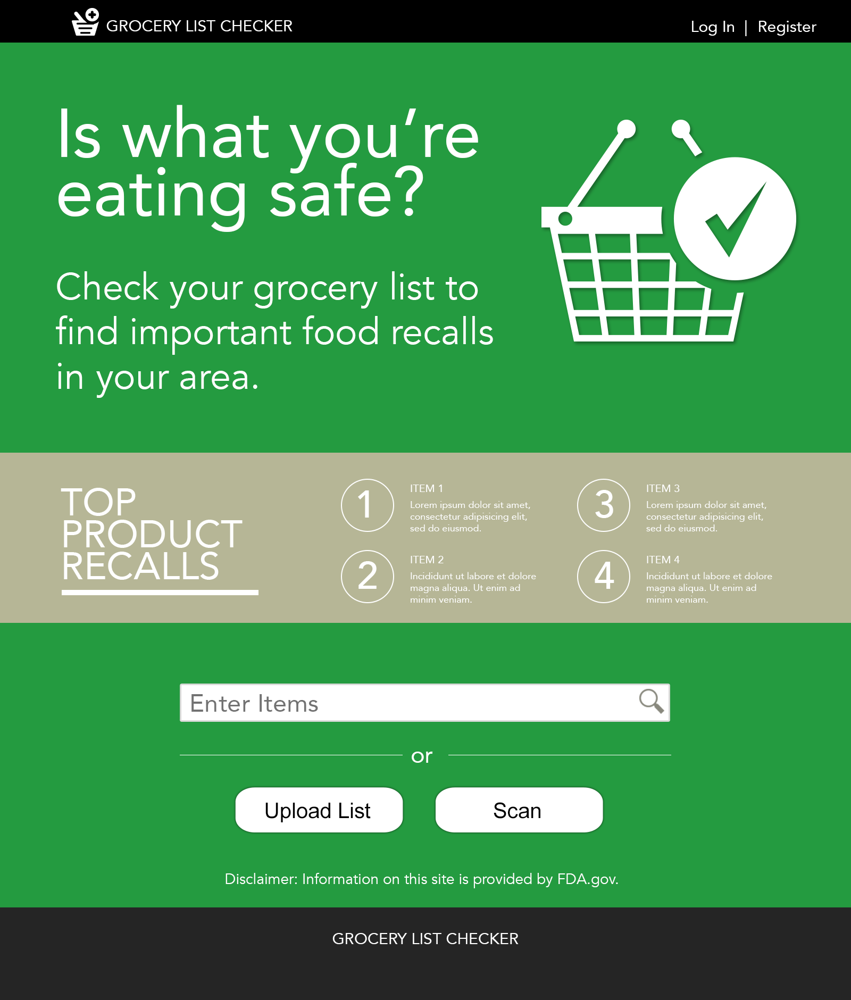 GROCERY LIST CHECKER
Log In | Register
Is what you’re
eating safe?
Check your grocery list to
find important food recalls
in your area.
TOP
PRODUCT
RECALLS
1
ITEM 1
Lorem ipsum dolor sit amet,
consectetur adipisicing elit,
sed do eiusmod.
2
ITEM 2
Incididunt ut labore et dolore
magna aliqua. Ut enim ad
minim veniam.
3
ITEM 3
Lorem ipsum dolor sit amet,
consectetur adipisicing elit,
sed do eiusmod.
4
ITEM 4
Incididunt ut labore et dolore
magna aliqua. Ut enim ad
minim veniam.
Enter Items
or
Upload List
Scan
Disclaimer: Information on this site is provided by FDA.gov.
GROCERY LIST CHECKER